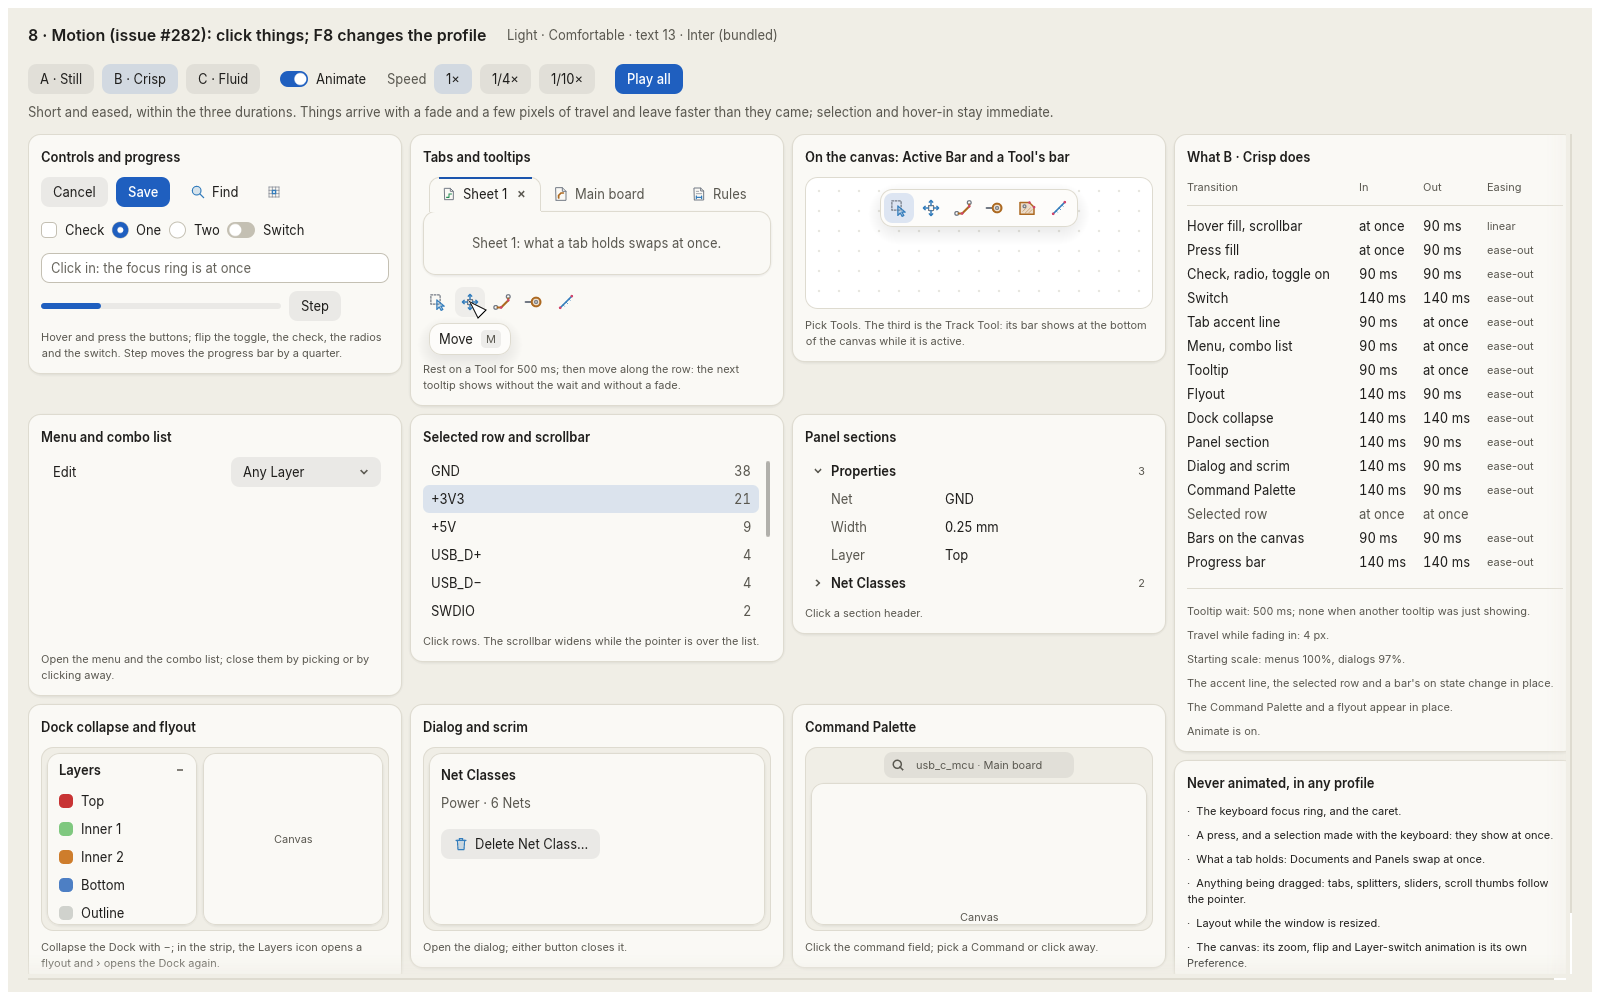 8 · Motion (issue #282): click things; F8 changes the profile
Light · Comfortable · text 13 · Inter (bundled)
A · Still
B · Crisp
C · Fluid
Animate
Speed
1×
1/4×
1/10×
Play all
Short and eased, within the three durations. Things arrive with a fade and a few pixels of travel and leave faster than they came; selection and hover-in stay immediate.
Controls and progress
Cancel
Save
Find
Check
One
Two
Switch
Click in: the focus ring is at once
Step
Hover and press the buttons; flip the toggle, the check, the radios
and the switch. Step moves the progress bar by a quarter.
Tabs and tooltips
Sheet 1 ×
Main board
Rules
Sheet 1: what a tab holds swaps at once.
Move M
Rest on a Tool for 500 ms; then move along the row: the next
tooltip shows without the wait and without a fade.
On the canvas: Active Bar and a Tool's bar
Pick Tools. The third is the Track Tool: its bar shows at the bottom
of the canvas while it is active.
What B · Crisp does
Transition In Out Easing
Hover fill, scrollbar at once 90 ms linear
Press fill at once 90 ms ease-out
Check, radio, toggle on 90 ms 90 ms ease-out
Switch 140 ms 140 ms ease-out
Tab accent line 90 ms at once ease-out
Menu, combo list 90 ms at once ease-out
Tooltip 90 ms at once ease-out
Flyout 140 ms 90 ms ease-out
Dock collapse 140 ms 140 ms ease-out
Panel section 140 ms 90 ms ease-out
Dialog and scrim 140 ms 90 ms ease-out
Command Palette 140 ms 90 ms ease-out
Selected row at once at once
Bars on the canvas 90 ms 90 ms ease-out
Progress bar 140 ms 140 ms ease-out
Tooltip wait: 500 ms; none when another tooltip was just showing.
Travel while fading in: 4 px.
Starting scale: menus 100%, dialogs 97%.
The accent line, the selected row and a bar's on state change in place.
The Command Palette and a flyout appear in place.
Animate is on.
Menu and combo list
Edit
Any Layer
Open the menu and the combo list; close them by picking or by
clicking away.
Selected row and scrollbar
GND 38
+3V3 21
+5V 9
USB_D+ 4
USB_D− 4
SWDIO 2
Click rows. The scrollbar widens while the pointer is over the list.
Panel sections
Properties 3
Net GND
Width 0.25 mm
Layer Top
Net Classes 2
Click a section header.
Dock collapse and flyout
Layers −
Top
Inner 1
Inner 2
Bottom
Outline
Canvas
Collapse the Dock with −; in the strip, the Layers icon opens a
flyout and › opens the Dock again.
Dialog and scrim
Net Classes
Power · 6 Nets
Delete Net Class...
Open the dialog; either button closes it.
Command Palette
usb_c_mcu · Main board
Canvas
Click the command field; pick a Command or click away.
Never animated, in any profile
· The keyboard focus ring, and the caret.
· A press, and a selection made with the keyboard: they show at once.
· What a tab holds: Documents and Panels swap at once.
· Anything being dragged: tabs, splitters, sliders, scroll thumbs follow
the pointer.
· Layout while the window is resized.
· The canvas: its zoom, flip and Layer-switch animation is its own
Preference.